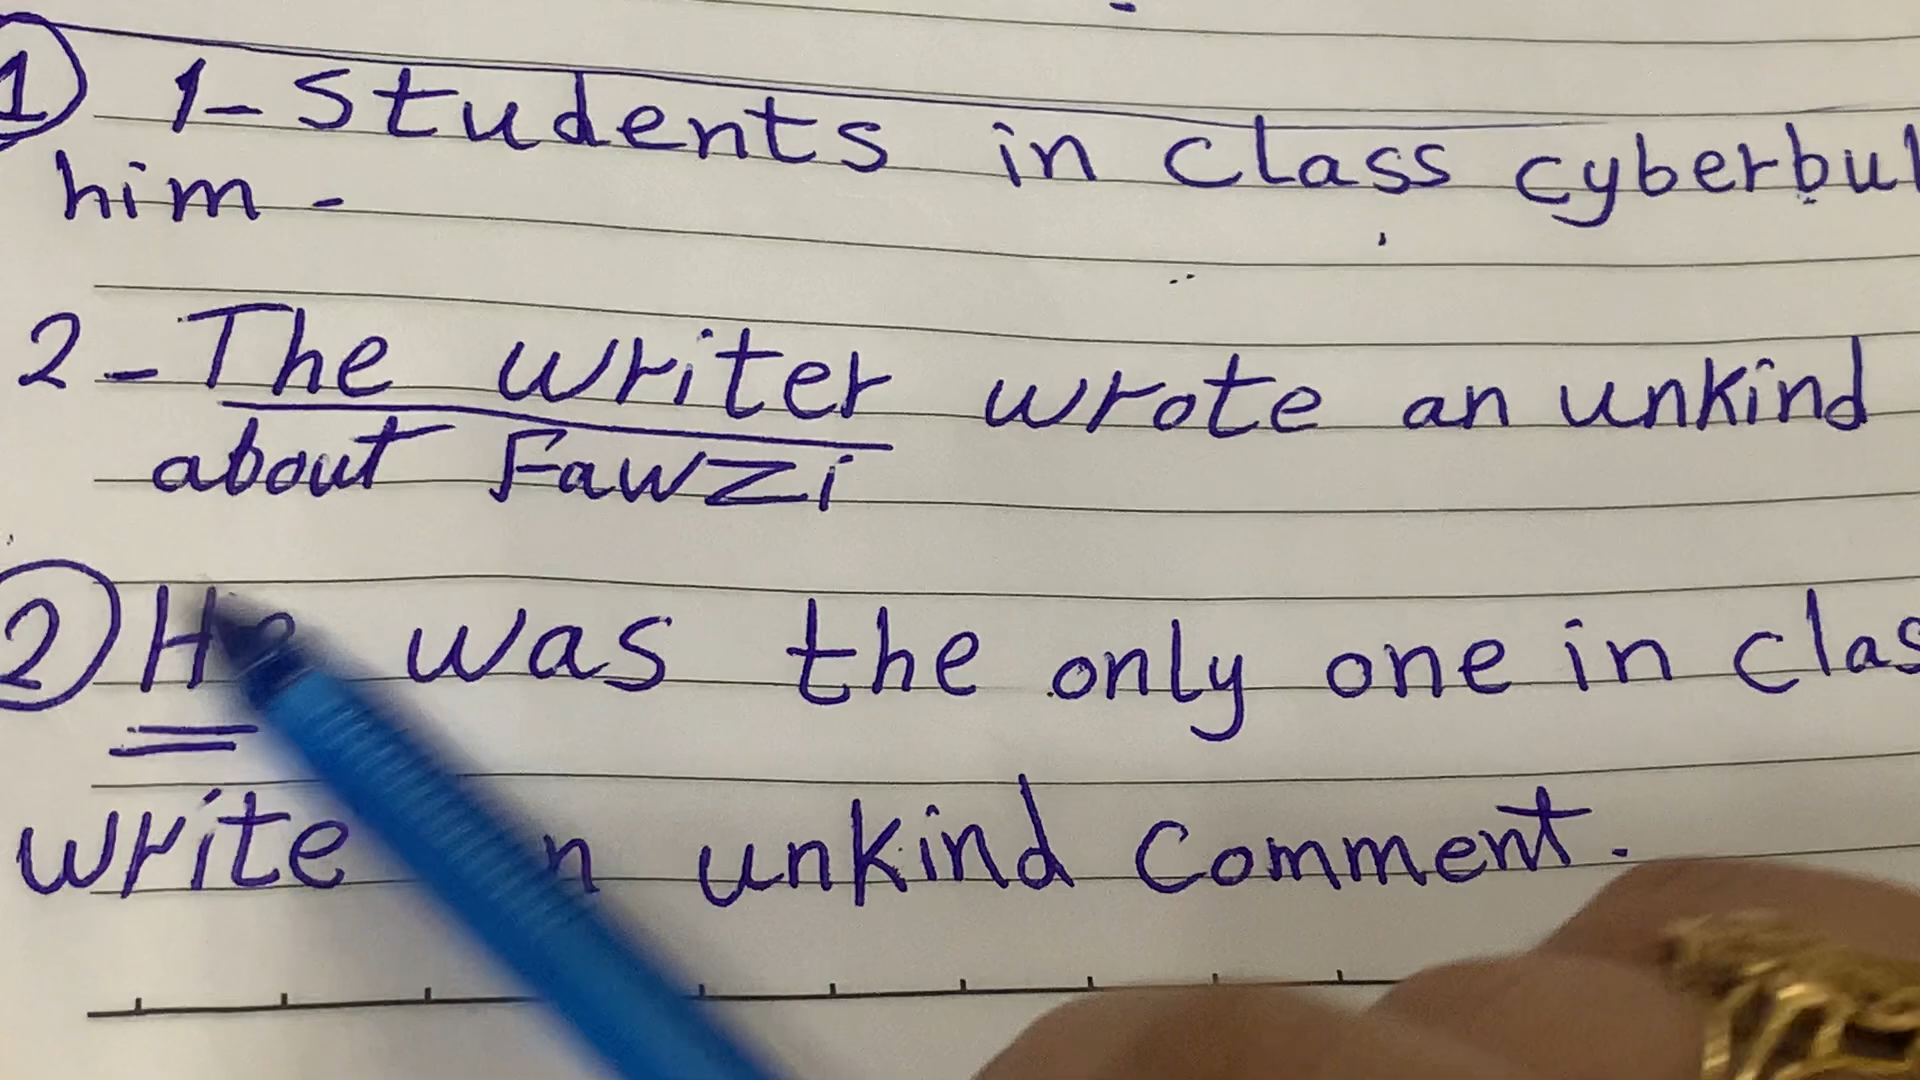 1 1- Students in class cyberbul
him -
2 - The writer wrote an unkind
about Fawzi
2 He was the only one in clas
write n unkind comment.